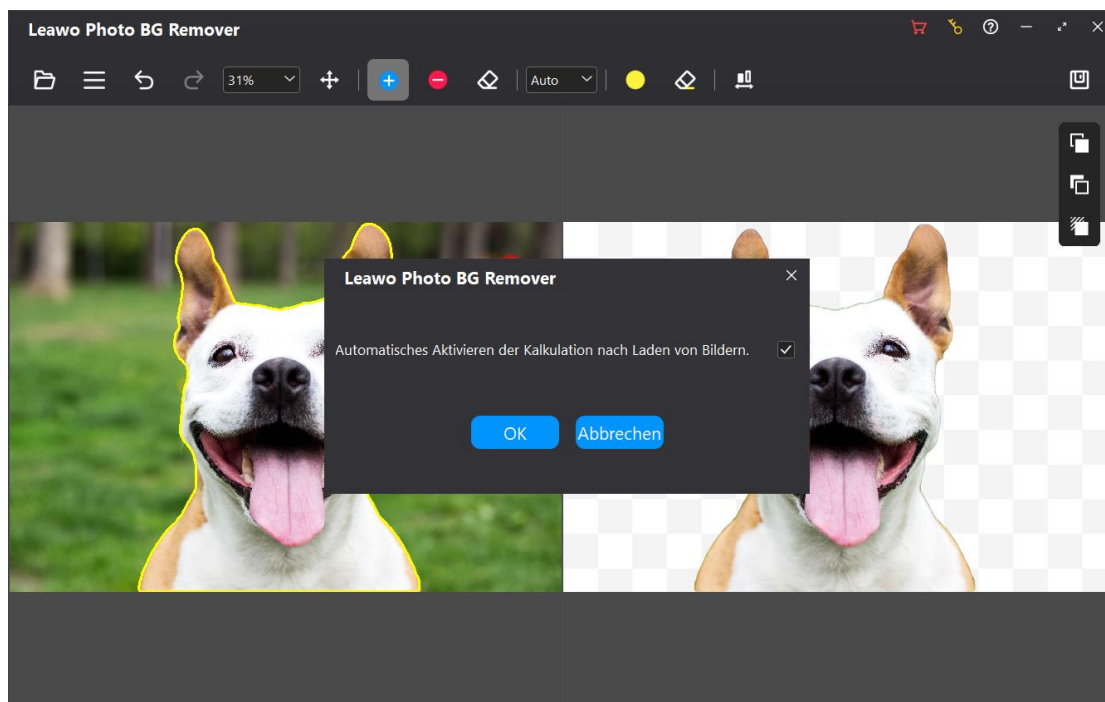 Leawo Photo BG Remover
31%
Auto
Leawo Photo BG Remover
Automatisches Aktivieren der Kalkulation nach Laden von Bildern.
OK Abbrechen